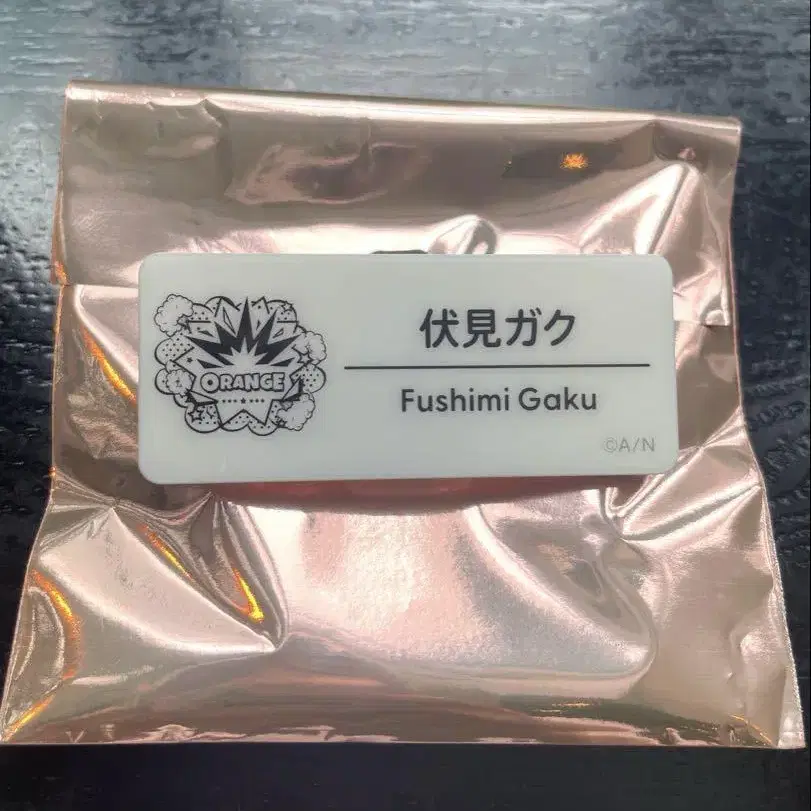 ORANGE
伏見ガク
Fushimi Gaku
©A/N